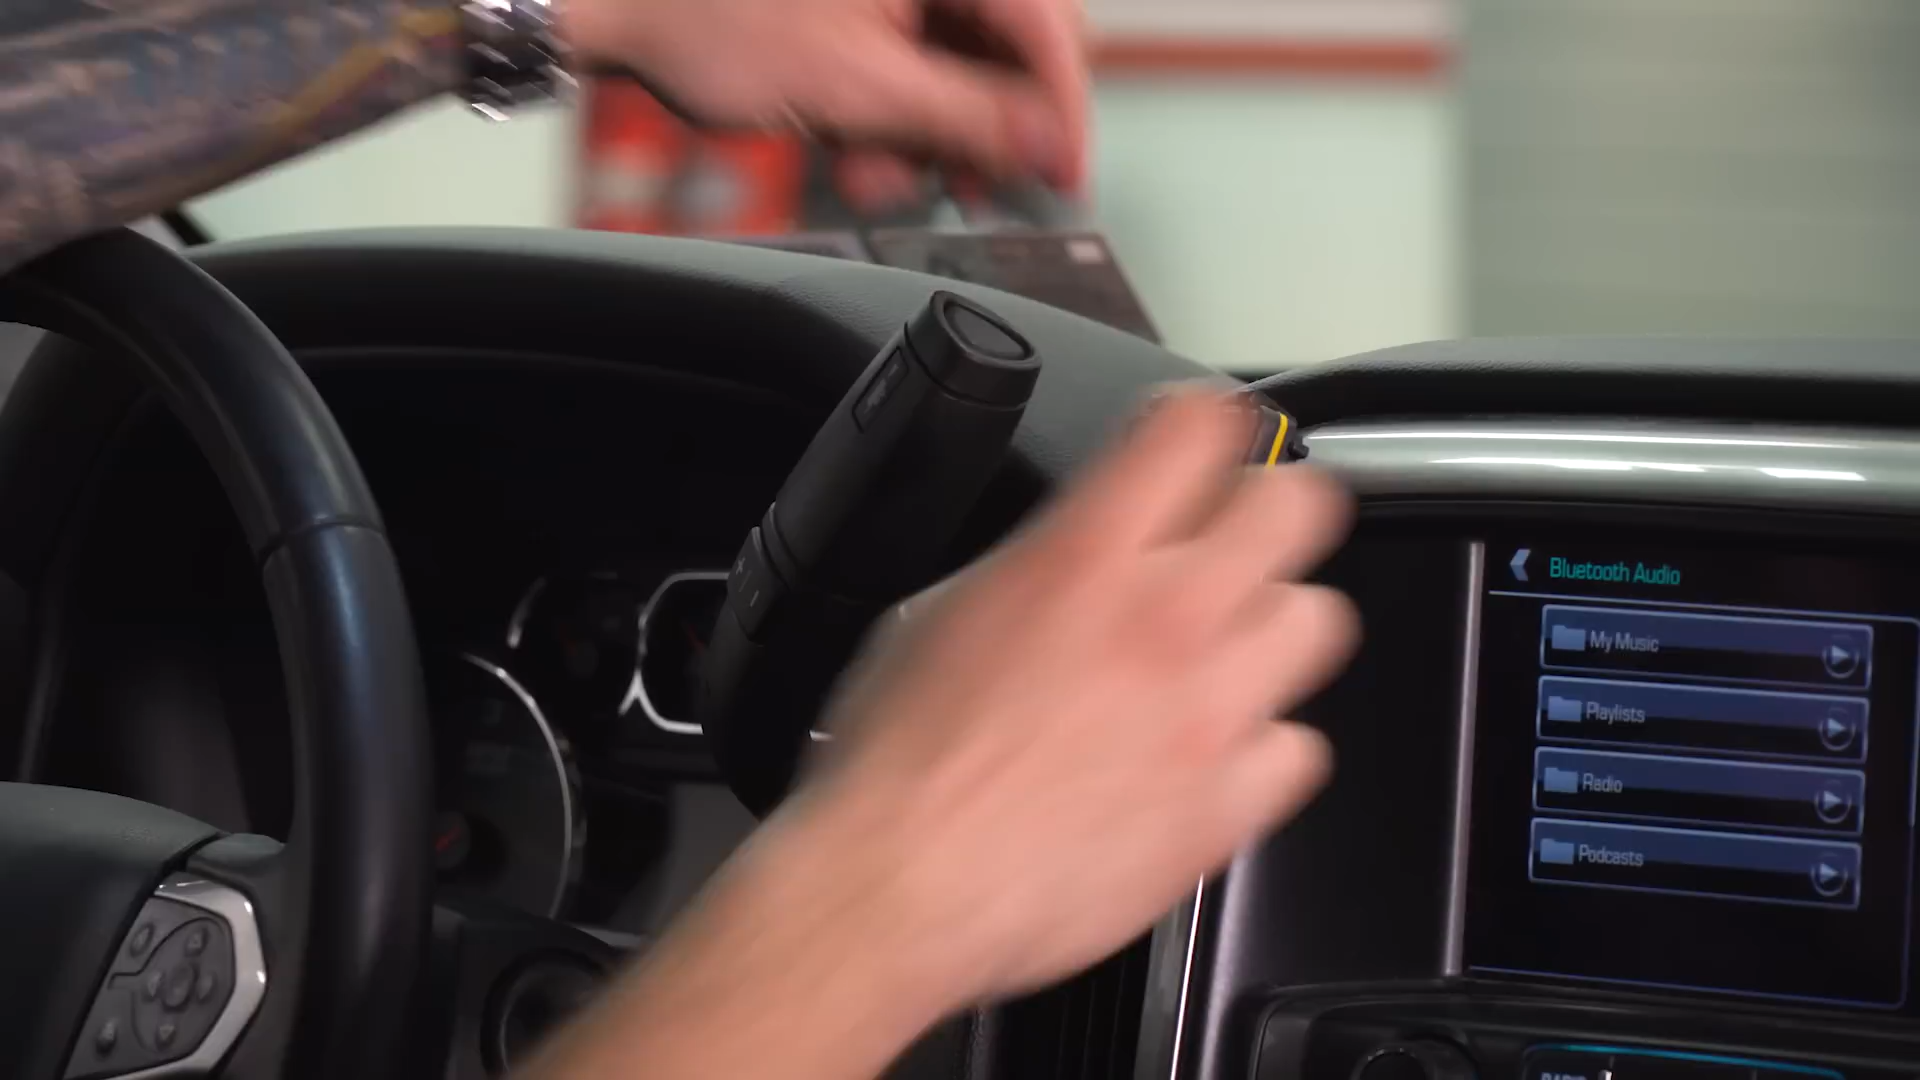 Bluetooth Audio
My Music
Playlists
Radio
Podcasts
+
-